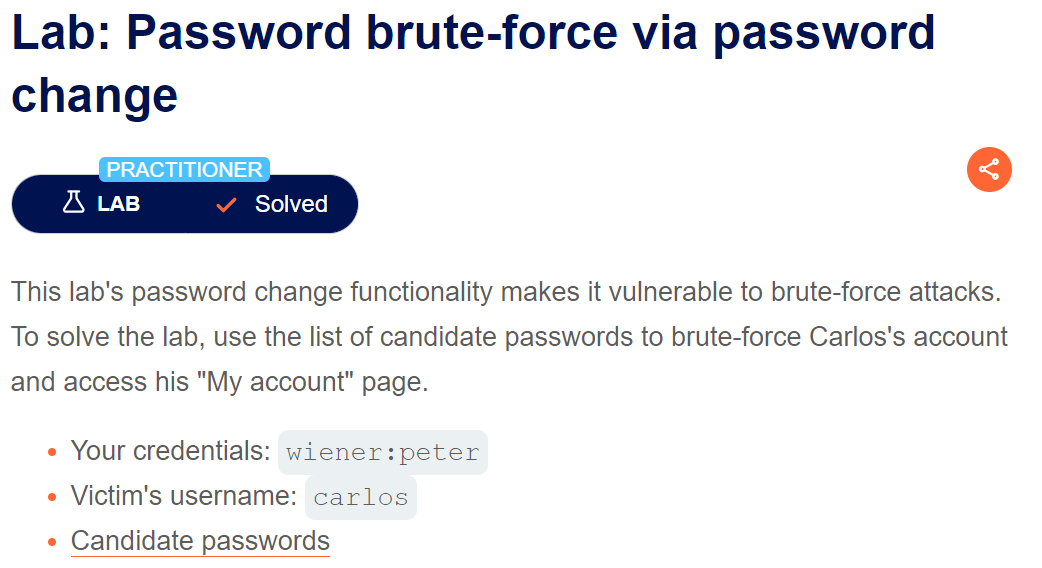 Lab: Password brute-force via password
change
PRACTITIONER
LAB Solved
This lab's password change functionality makes it vulnerable to brute-force attacks.
To solve the lab, use the list of candidate passwords to brute-force Carlos's account
and access his "My account" page.
Your credentials: wiener:peter
Victim's username: carlos
Candidate passwords